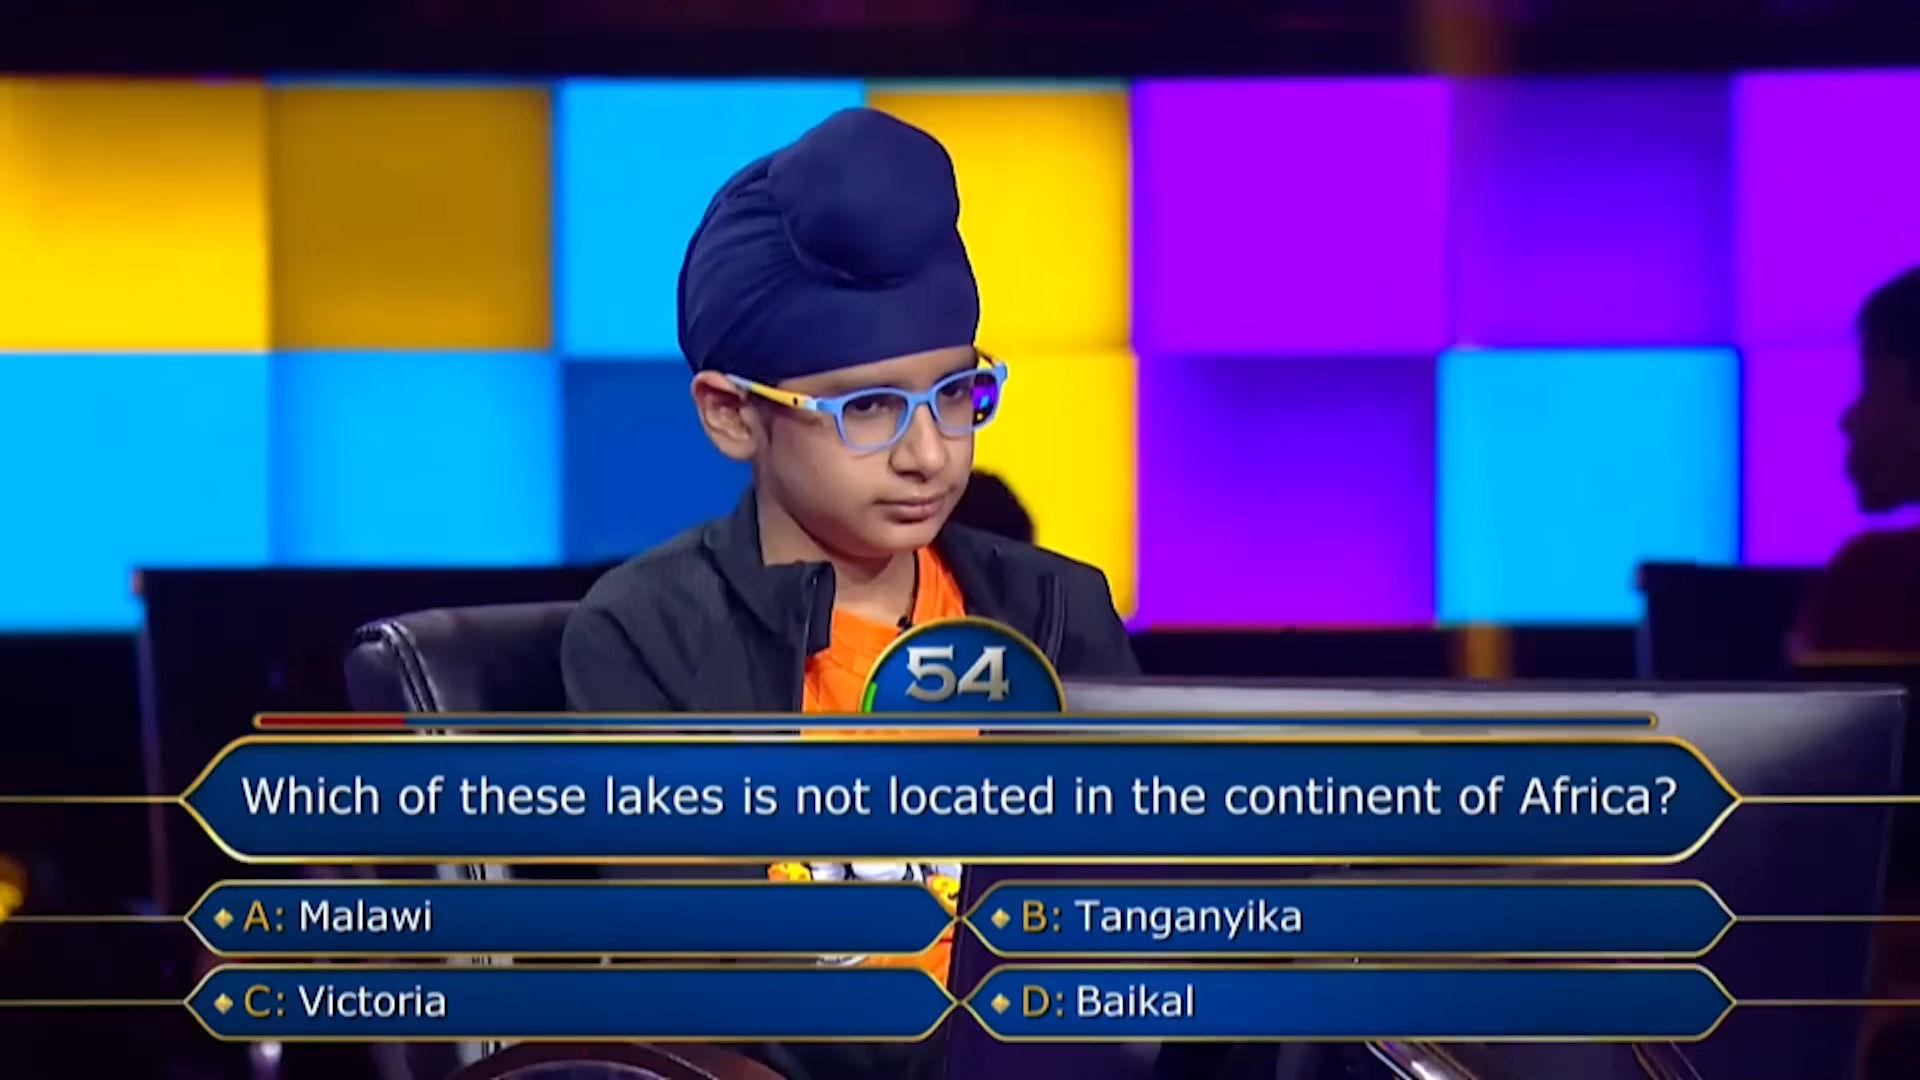 54
Which of these lakes is not located in the continent of Africa?
A: Malawi
B: Tanganyika
C: Victoria
D: Baikal